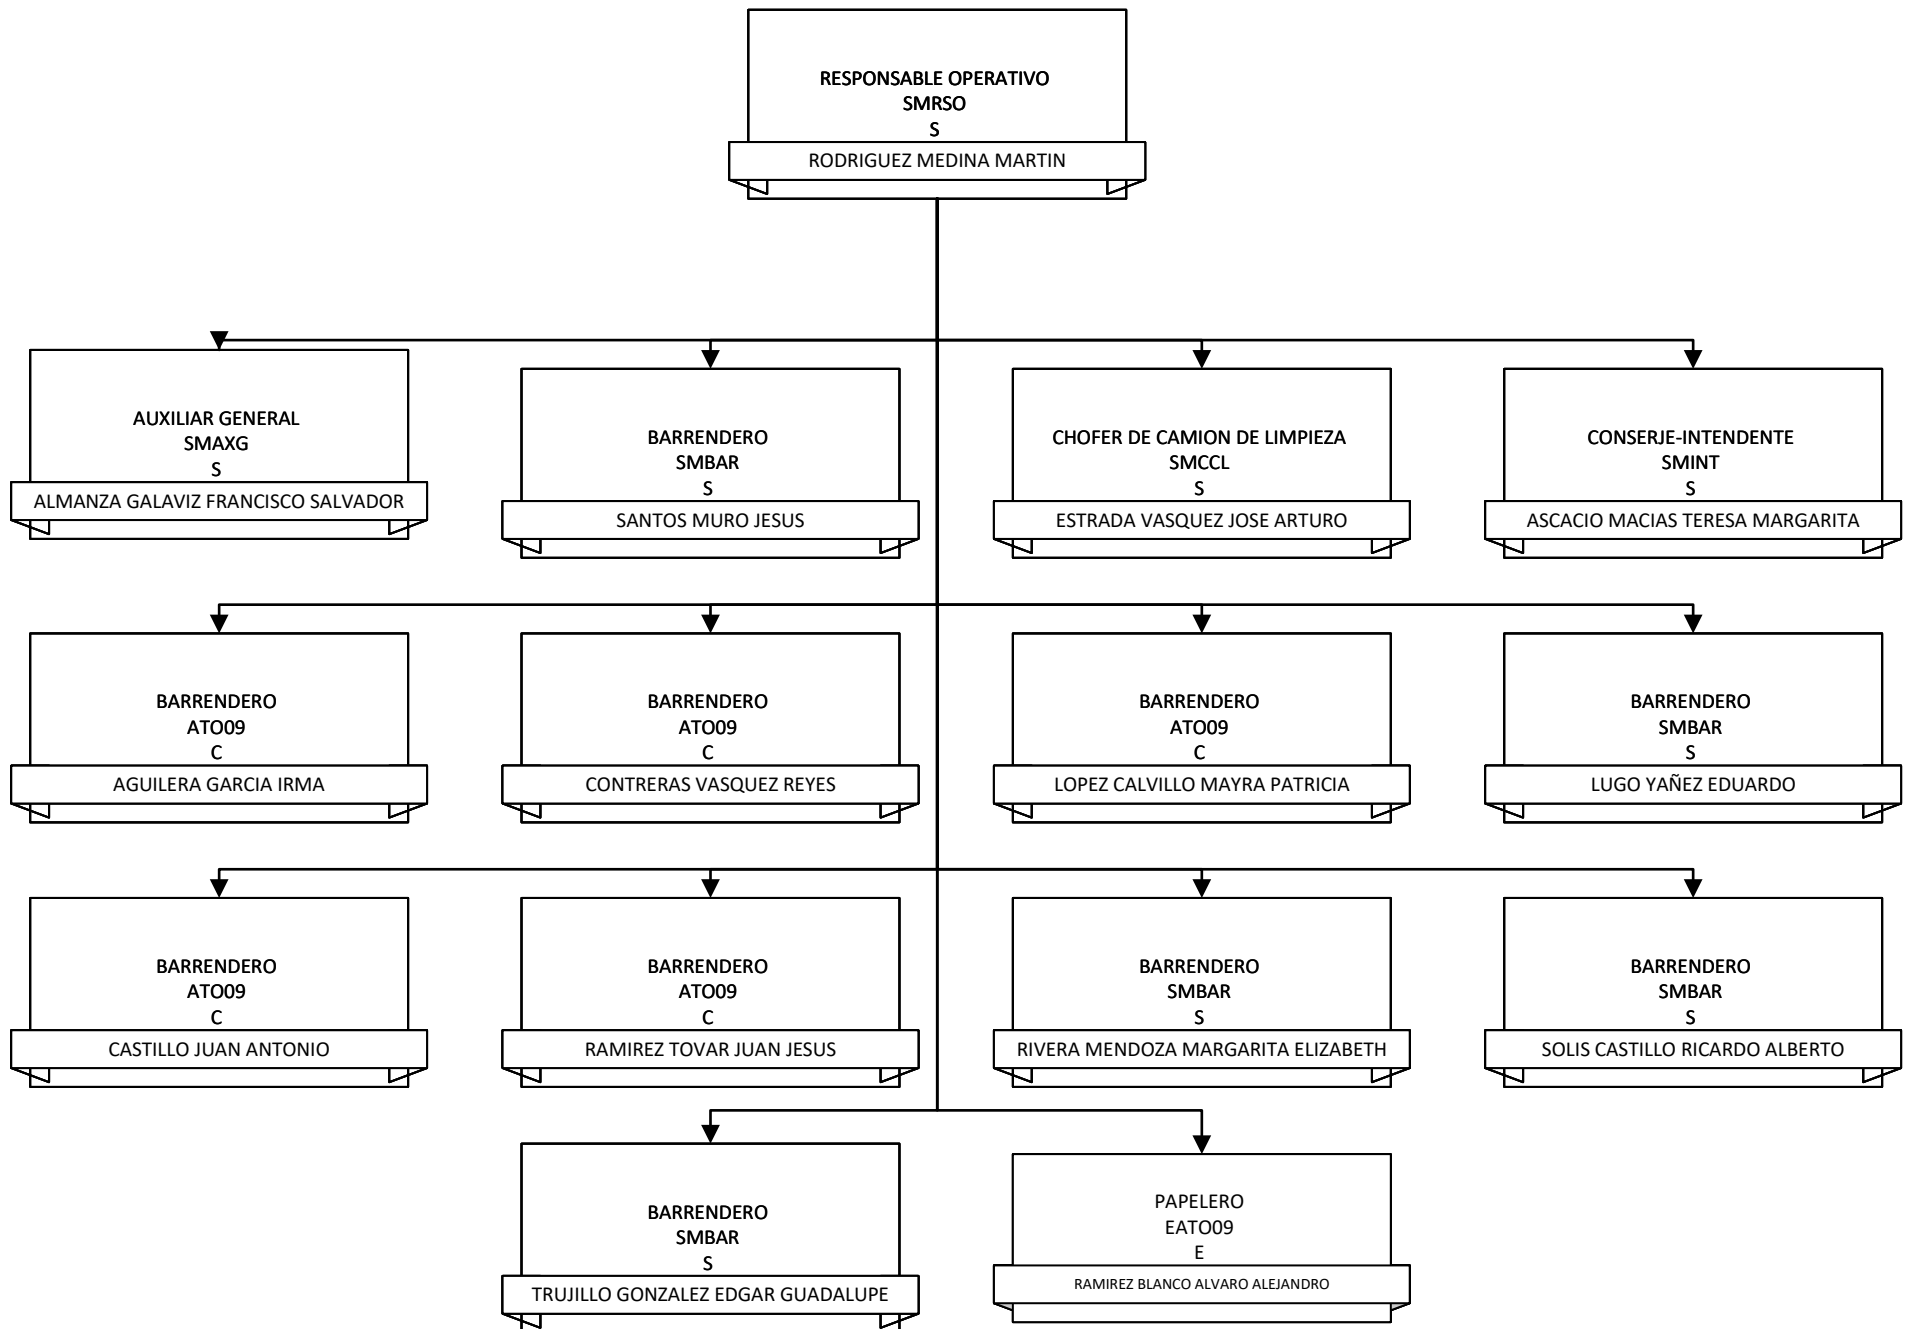 RESPONSABLE OPERATIVO
SMRSO
S
RODRIGUEZ MEDINA MARTIN
AUXILIAR GENERAL
SMAXG
S
ALMANZA GALAVIZ FRANCISCO SALVADOR
BARRENDERO
SMBAR
S
SANTOS MURO JESUS
CHOFER DE CAMION DE LIMPIEZA
SMCCL
S
ESTRADA VASQUEZ JOSE ARTURO
CONSERJE-INTENDENTE
SMINT
S
ASCACIO MACIAS TERESA MARGARITA
BARRENDERO
ATO09
C
AGUILERA GARCIA IRMA
BARRENDERO
ATO09
C
CONTRERAS VASQUEZ REYES
BARRENDERO
ATO09
C
LOPEZ CALVILLO MAYRA PATRICIA
BARRENDERO
SMBAR
S
LUGO YAÑEZ EDUARDO
BARRENDERO
ATO09
C
CASTILLO JUAN ANTONIO
BARRENDERO
ATO09
C
RAMIREZ TOVAR JUAN JESUS
BARRENDERO
SMBAR
S
RIVERA MENDOZA MARGARITA ELIZABETH
BARRENDERO
SMBAR
S
SOLIS CASTILLO RICARDO ALBERTO
BARRENDERO
SMBAR
S
TRUJILLO GONZALEZ EDGAR GUADALUPE
PAPELERO
EATO09
E
RAMIREZ BLANCO ALVARO ALEJANDRO